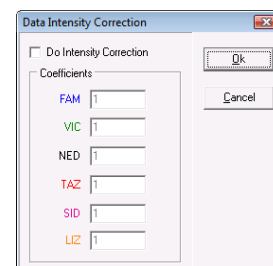 Data Intensity Correction
Do Intensity Correction
Ok
Coefficients
Cancel
FAM 1
VIC 1
NED 1
TAZ 1
SID 1
LIZ 1